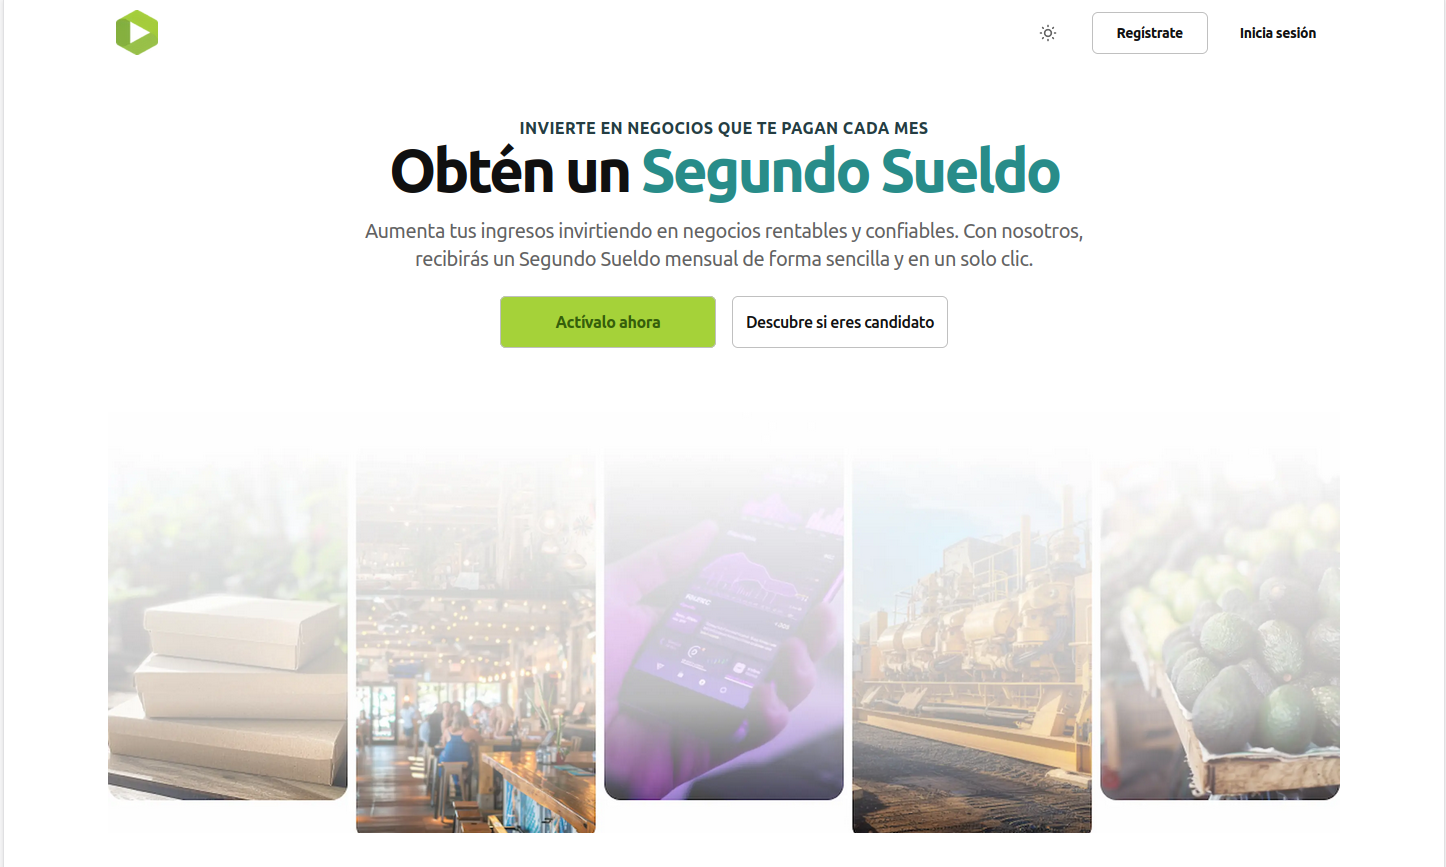 Regístrate
Inicia sesión
INVIERTE EN NEGOCIOS QUE TE PAGAN CADA MES
Obtén un Segundo Sueldo
Aumenta tus ingresos invirtiendo en negocios rentables y confiables. Con nosotros,
recibirás un Segundo Sueldo mensual de forma sencilla y en un solo clic.
Actívalo ahora
Descubre si eres candidato